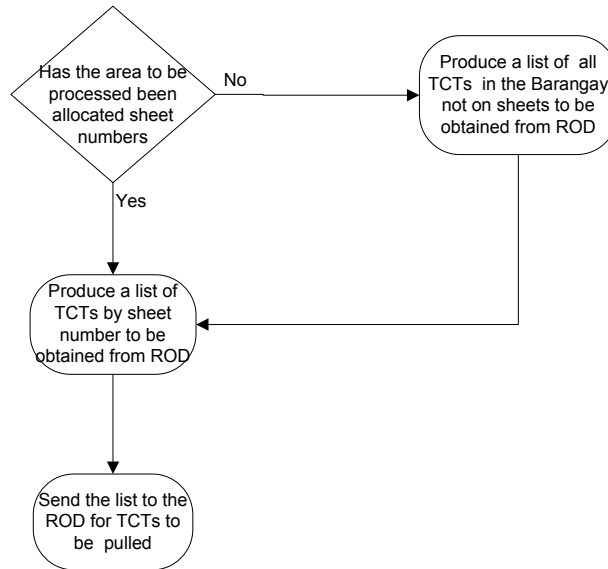 Has the area to be
processed been
allocated sheet
numbers
No
Produce a list of all
TCTs in the Barangay
not on sheets to be
obtained from ROD
Yes
Produce a list of
TCTs by sheet
number to be
obtained from ROD
Send the list to the
ROD for TCTs to
be pulled